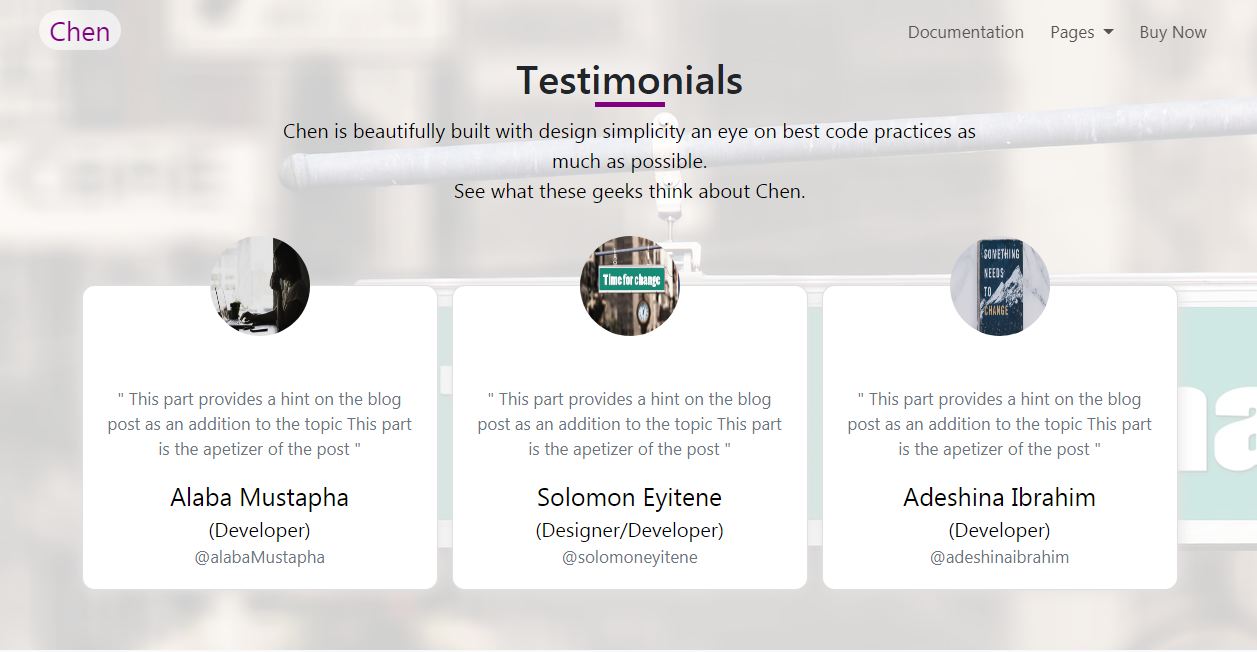 Chen
Documentation
Pages
Buy Now
Testimonials
Chen is beautifully built with design simplicity an eye on best code practices as
much as possible.
See what these geeks think about Chen.
Time for change
SOMETHING
NEEDS
TO
CHANGE
" This part provides a hint on the blog
post as an addition to the topic This part
is the apetizer of the post "
Alaba Mustapha
(Developer)
@alabaMustapha
" This part provides a hint on the blog
post as an addition to the topic This part
is the apetizer of the post "
Solomon Eyitene
(Designer/Developer)
@solomoneyitene
" This part provides a hint on the blog
post as an addition to the topic This part
is the apetizer of the post "
Adeshina Ibrahim
(Developer)
@adeshinaibrahim